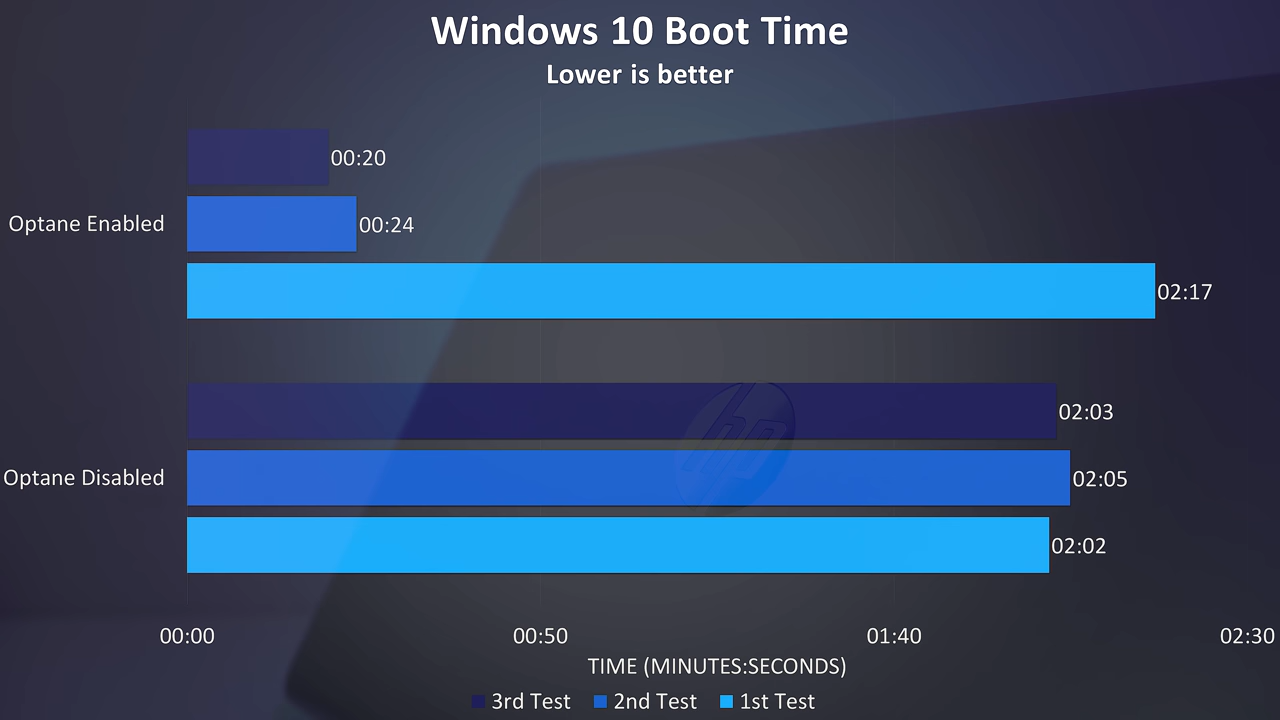 Windows 10 Boot Time
Lower is better
00:20
Optane Enabled
00:24
02:17
02:03
Optane Disabled
02:05
02:02
00:00 00:50 01:40 02:30
TIME (MINUTES:SECONDS)
3rd Test 2nd Test 1st Test
hp